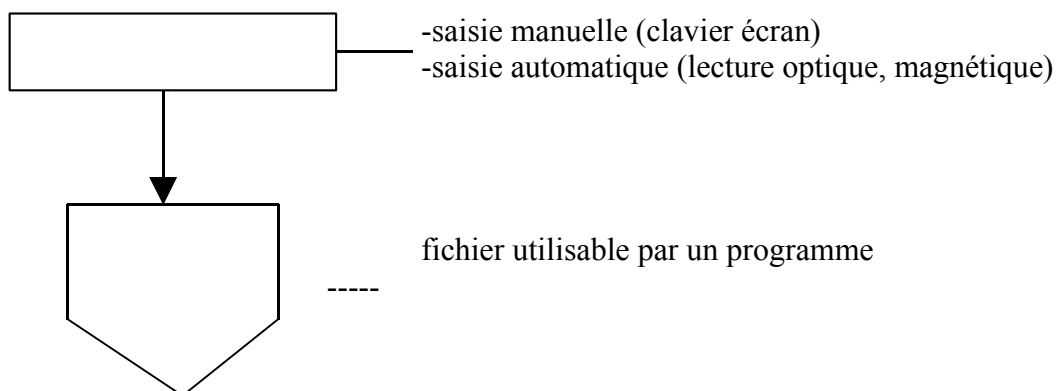 -saisie manuelle (clavier écran)
-saisie automatique (lecture optique, magnétique)
fichier utilisable par un programme
-----